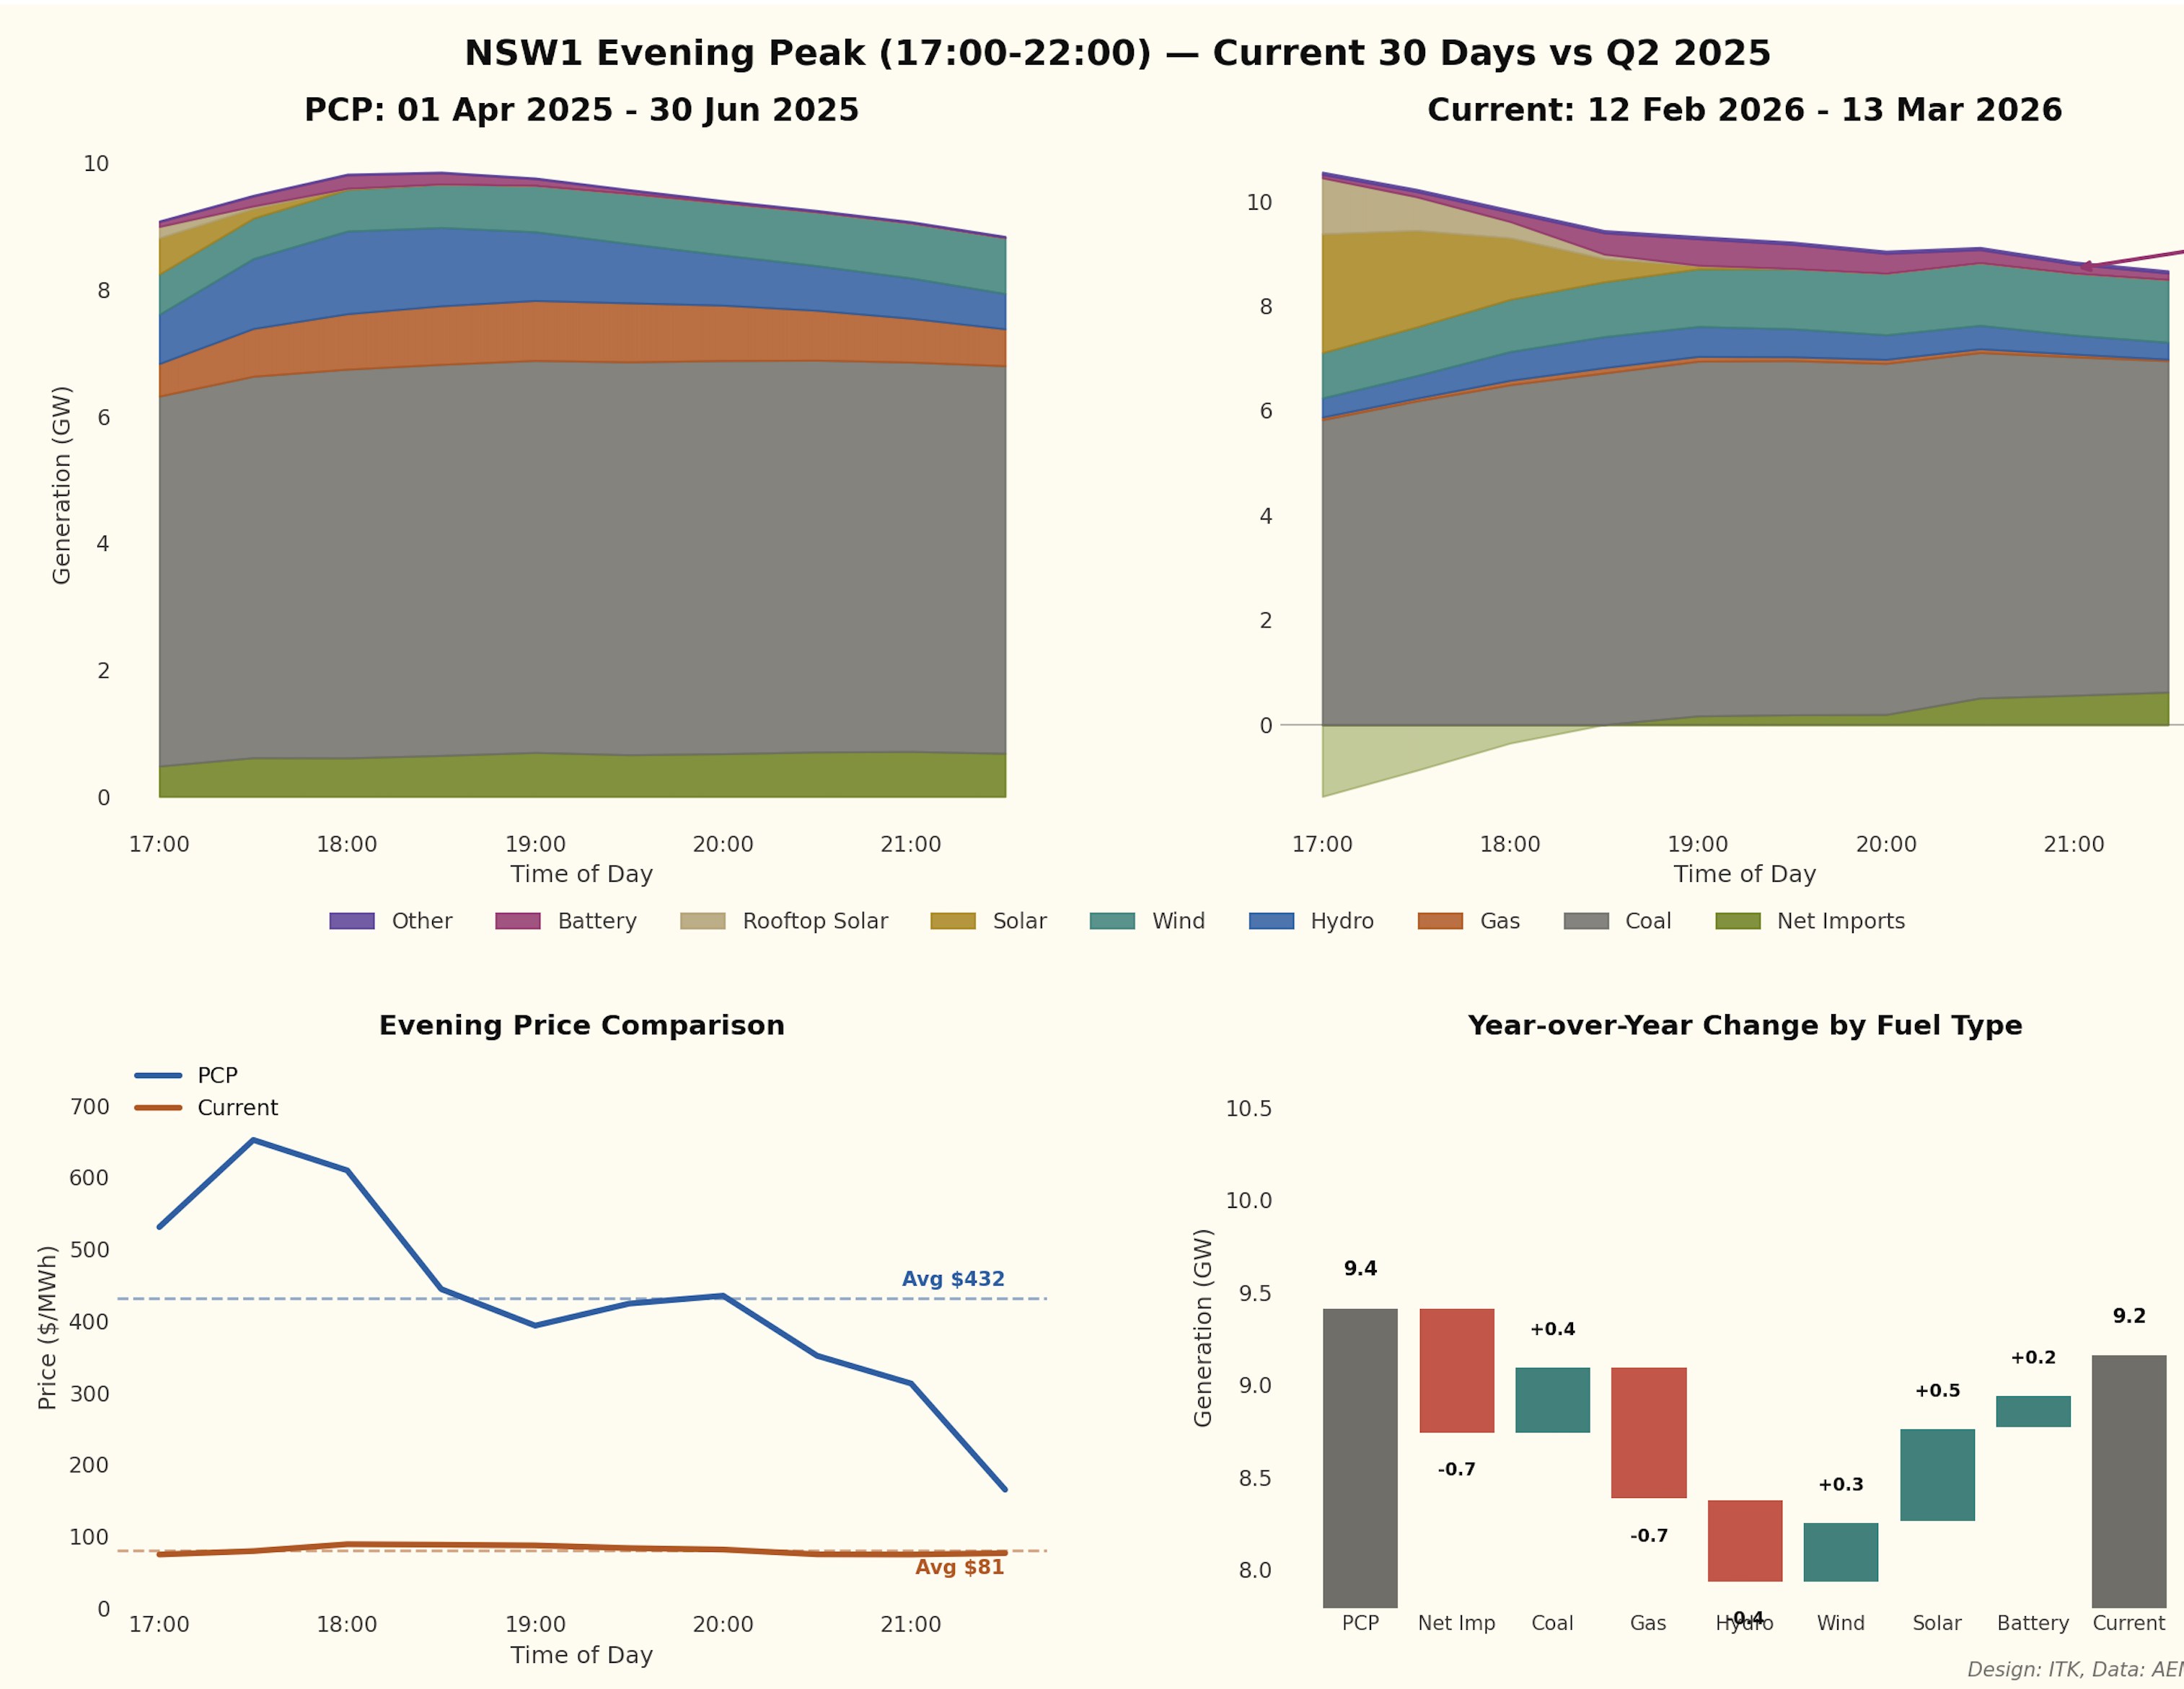 NSW1 Evening Peak (17:00-22:00) — Current 30 Days vs Q2 2025
PCP: 01 Apr 2025 - 30 Jun 2025
Current: 12 Feb 2026 - 13 Mar 2026
Generation (GW)
10
8
6
4
2
0
17:00 18:00 19:00 20:00 21:00
Time of Day
10
8
6
4
2
0
17:00 18:00 19:00 20:00 21:00
Time of Day
Other Battery Rooftop Solar Solar Wind Hydro Gas Coal Net Imports
Evening Price Comparison
PCP
Current
Price ($/MWh)
700
600
500
400
300
200
100
0
Avg $432
Avg $81
17:00 18:00 19:00 20:00 21:00
Time of Day
Year-over-Year Change by Fuel Type
Generation (GW)
10.5
10.0
9.5
9.0
8.5
8.0
9.4
-0.7
+0.4
-0.7
-0.4
+0.3
+0.5
+0.2
9.2
PCP Net Imp Coal Gas Hydro Wind Solar Battery Current
Design: ITK, Data: